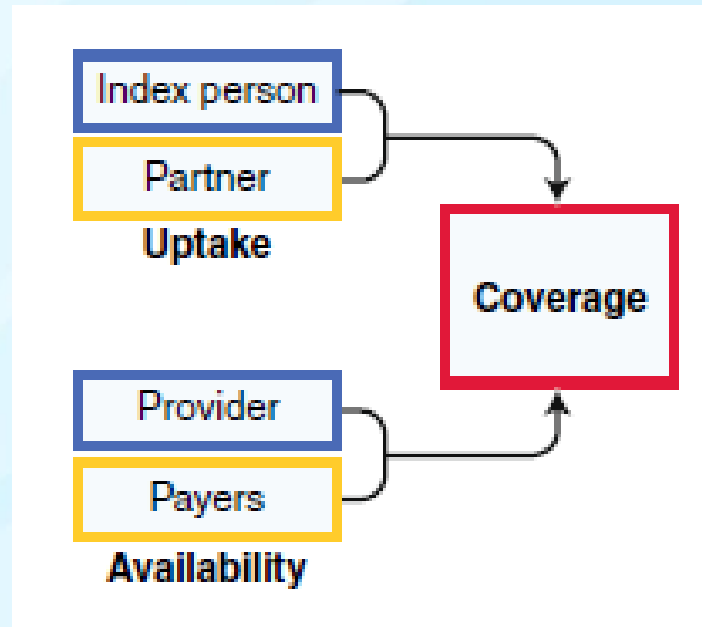 Index person
Partner
Uptake
Coverage
Provider
Payers
Availability